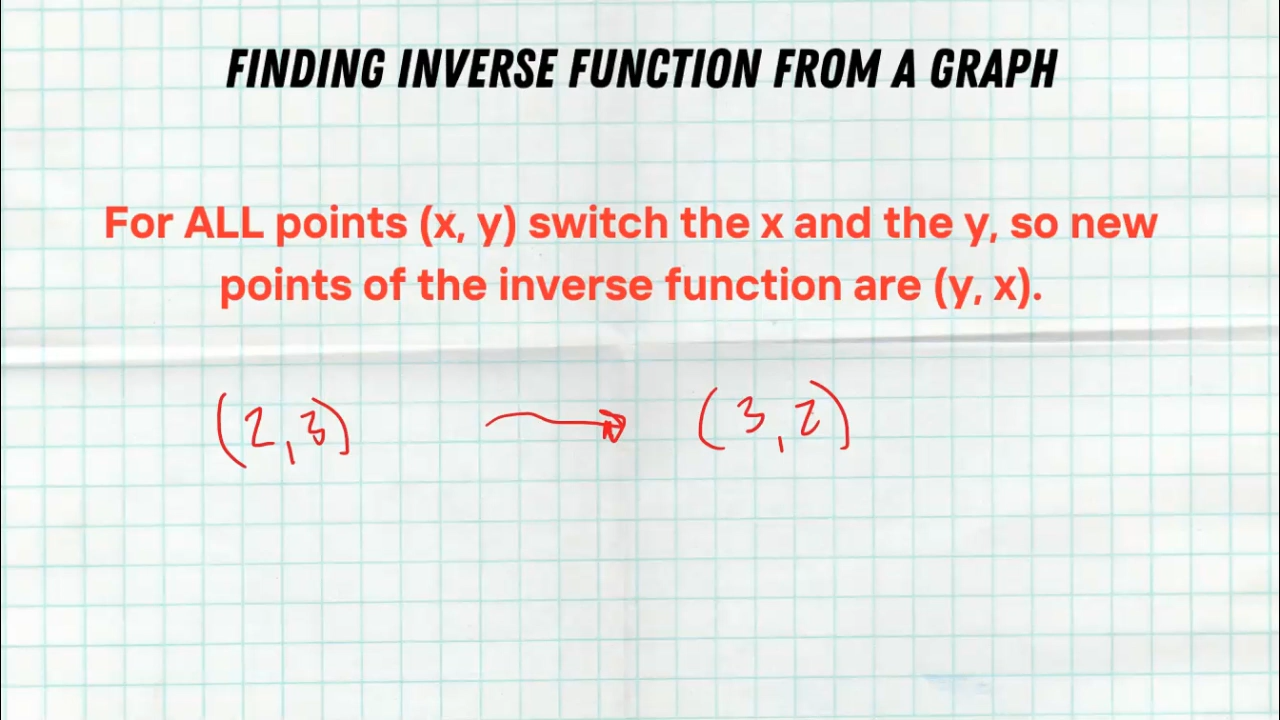 FINDING INVERSE FUNCTION FROM A GRAPH
For ALL points (x, y) switch the x and the y, so new
points of the inverse function are (y, x).
(2,3) → (3,2)